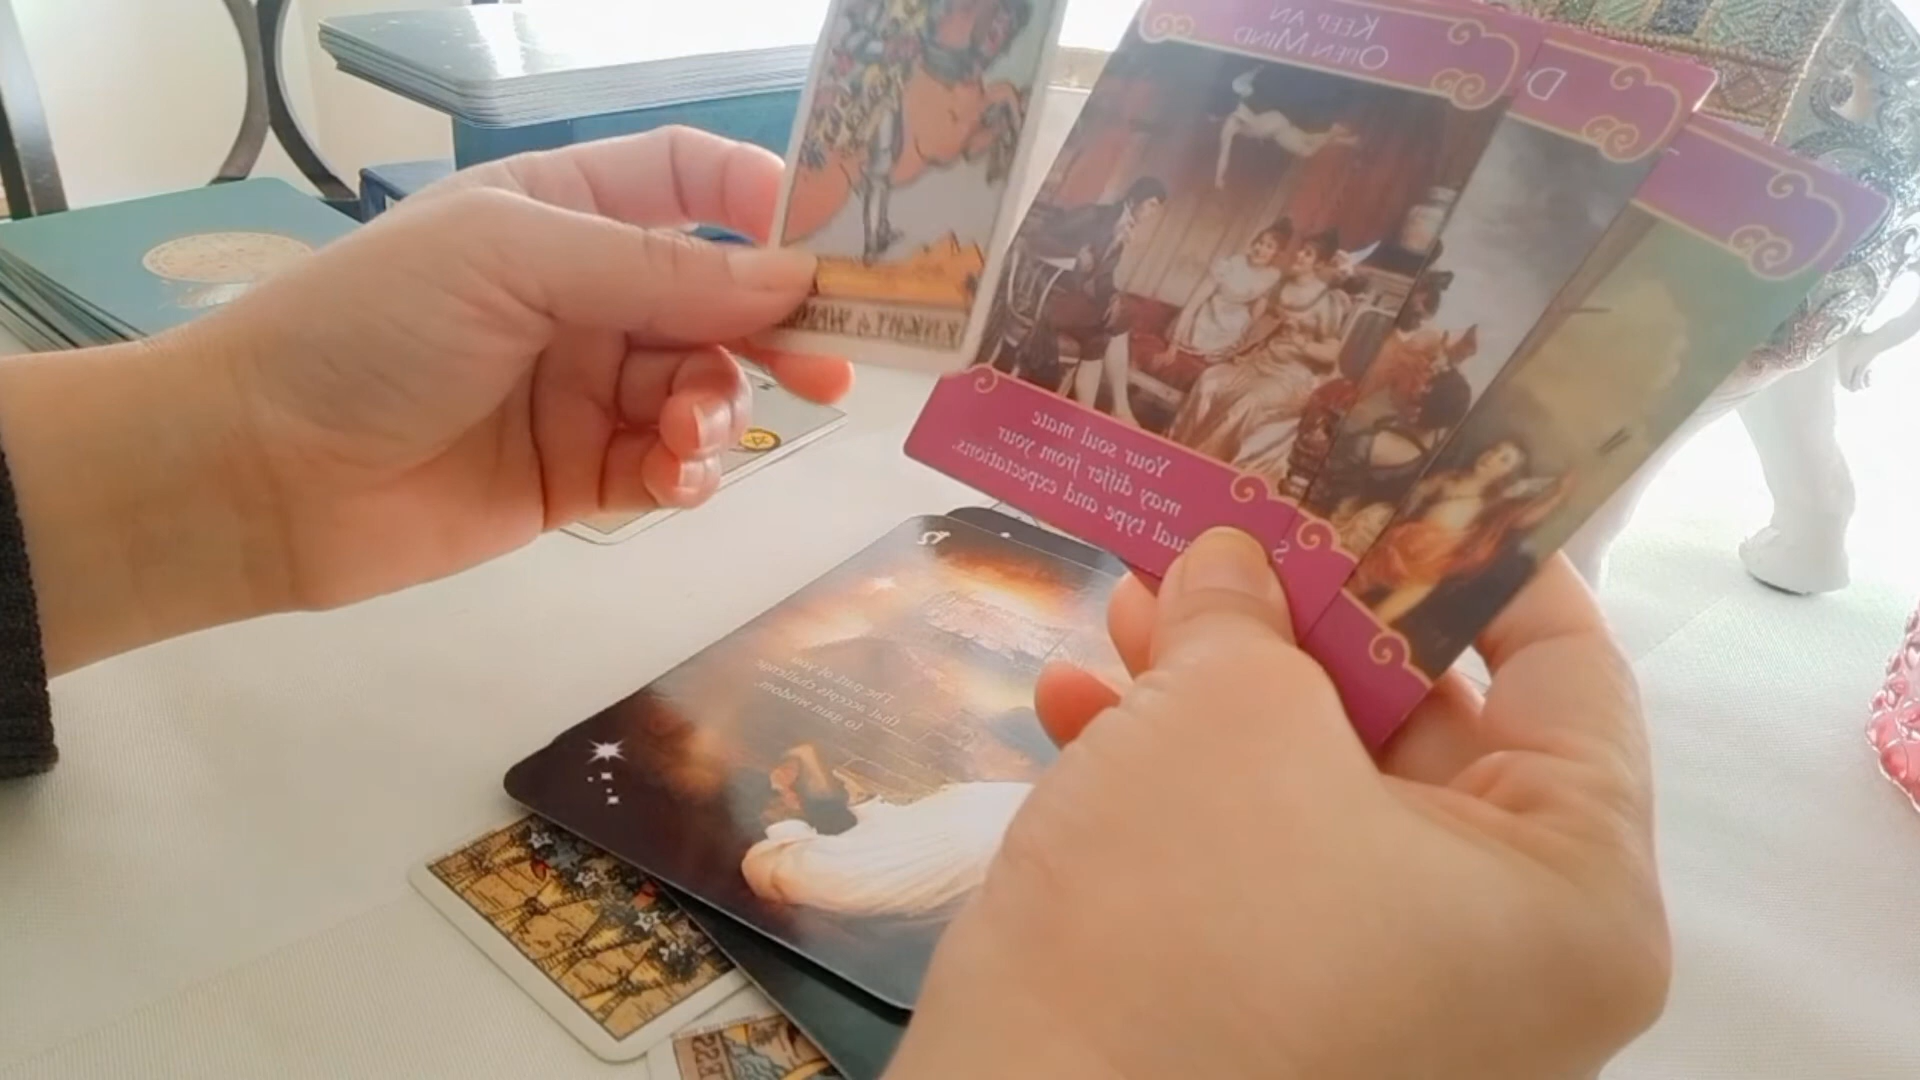 KEEP AN
OPEN MIND
D
KNIGHT of WANDS
Your soul mate
may differ from your
usual type and expectations.
S
The part of you
that accepts challenge
to gain wisdom.